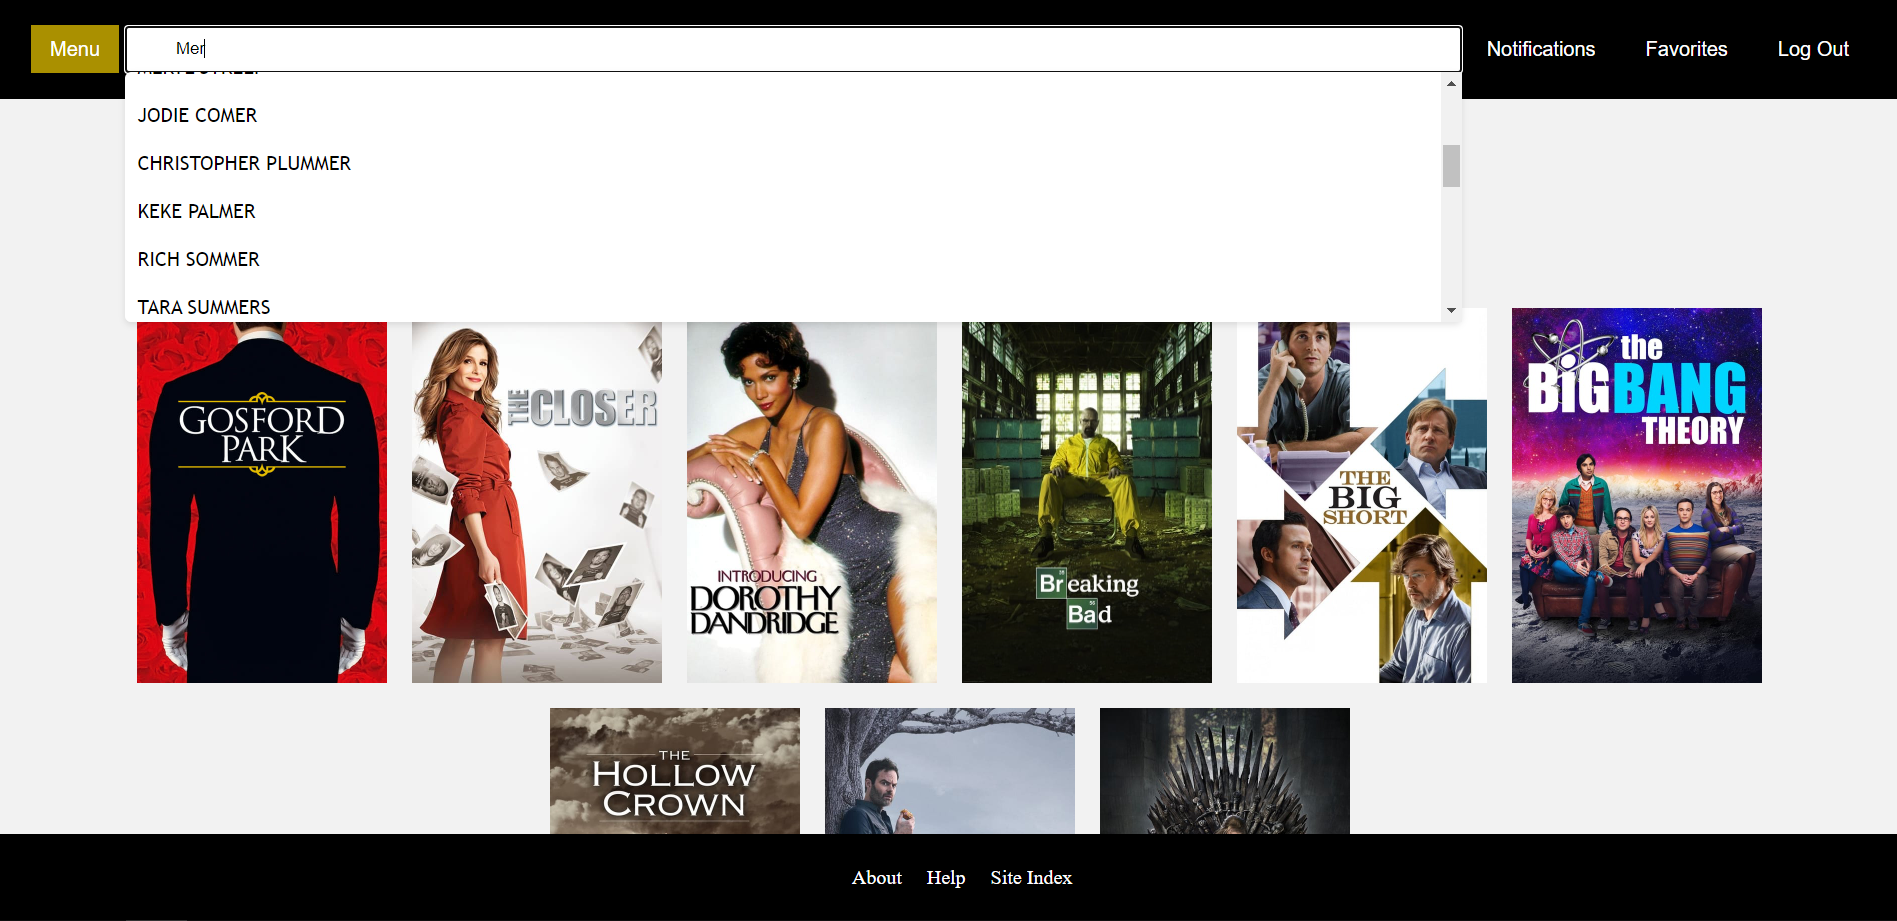 Menu
Mer
Notifications
Favorites
Log Out
MERYL STREEP
JODIE COMER
CHRISTOPHER PLUMMER
KEKE PALMER
RICH SOMMER
TARA SUMMERS
GOSFORD
PARK
THE
CLOSER
INTRODUCING
DOROTHY
DANDRIDGE
Breaking
Bad
THE
BIG
SHORT
the
BIG BANG
THEORY
THE
HOLLOW
CROWN
About
Help
Site Index